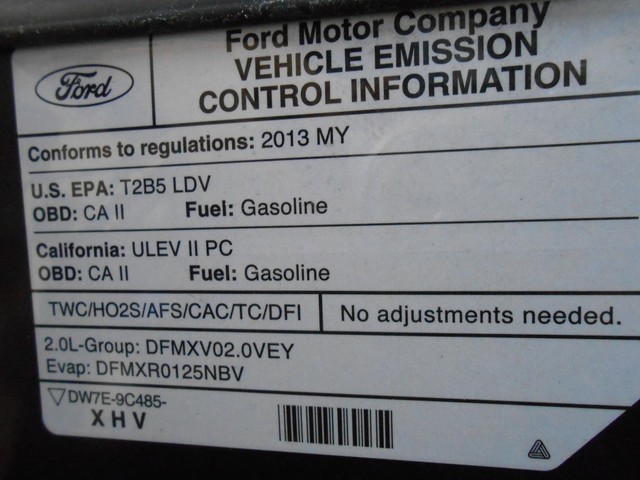 Ford
Ford Motor Company
VEHICLE EMISSION
CONTROL INFORMATION
Conforms to regulations: 2013 MY
U.S. EPA: T2B5 LDV
OBD: CA II Fuel: Gasoline
California: ULEV II PC
OBD: CA II Fuel: Gasoline
TWC/HO2S/AFS/CAC/TC/DFI No adjustments needed.
2.0L-Group: DFMXV02.0VEY
Evap: DFMXR0125NBV
DW7E-9C485-
XHV